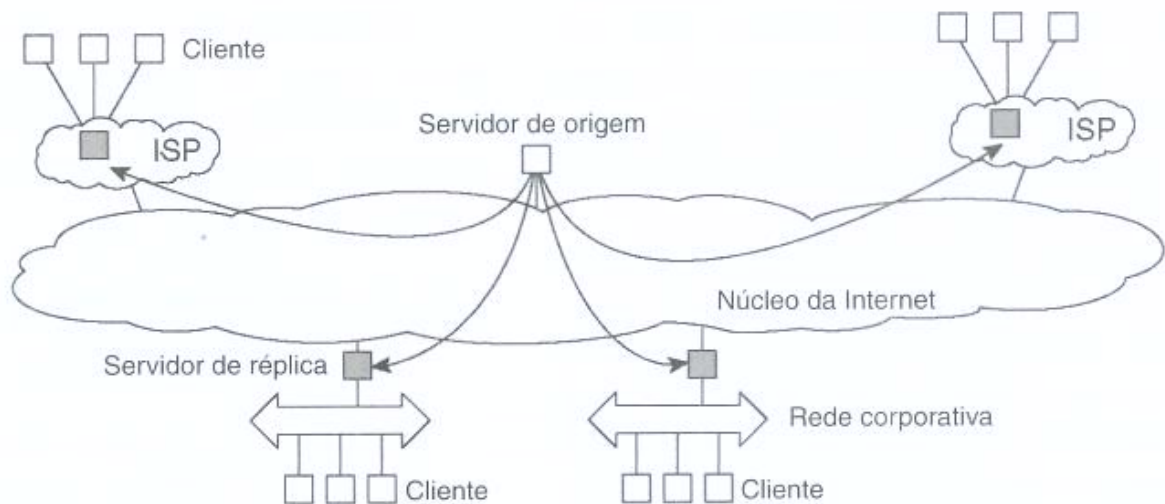 Cliente
ISP
Servidor de origem
ISP
Núcleo da Internet
Servidor de réplica
Rede corporativa
Cliente
Cliente